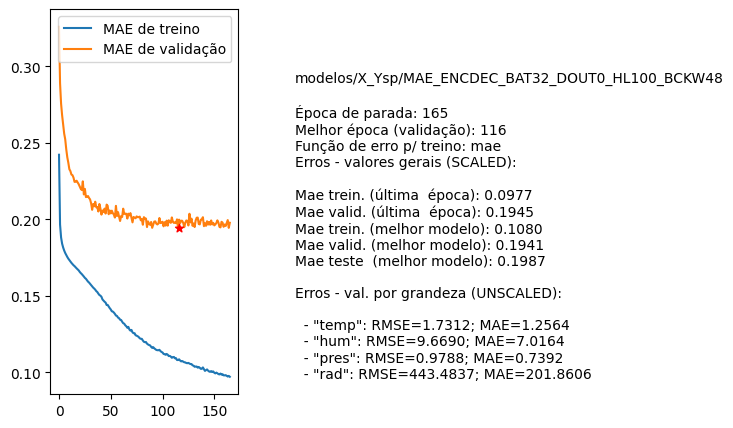 MAE de treino
MAE de validação
0.30
0.25
0.20
0.15
0.10
0
50
100
150
modelos/X_Ysp/MAE_ENCDEC_BAT32_DOUT0_HL100_BCKW48
Época de parada: 165
Melhor época (validação): 116
Função de erro p/ treino: mae
Erros - valores gerais (SCALED):
Mae trein. (última  época): 0.0977
Mae valid. (última  época): 0.1945
Mae trein. (melhor modelo): 0.1080
Mae valid. (melhor modelo): 0.1941
Mae teste  (melhor modelo): 0.1987
Erros - val. por grandeza (UNSCALED):
- "temp": RMSE=1.7312; MAE=1.2564
- "hum": RMSE=9.6690; MAE=7.0164
- "pres": RMSE=0.9788; MAE=0.7392
- "rad": RMSE=443.4837; MAE=201.8606